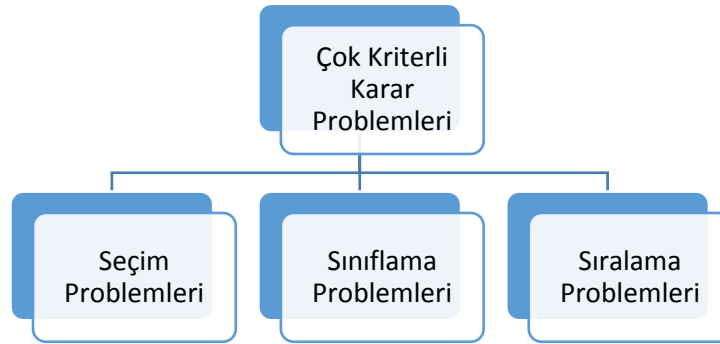 Çok Kriterli
Karar
Problemleri
Seçim
Problemleri
Sınıflama
Problemleri
Sıralama
Problemleri